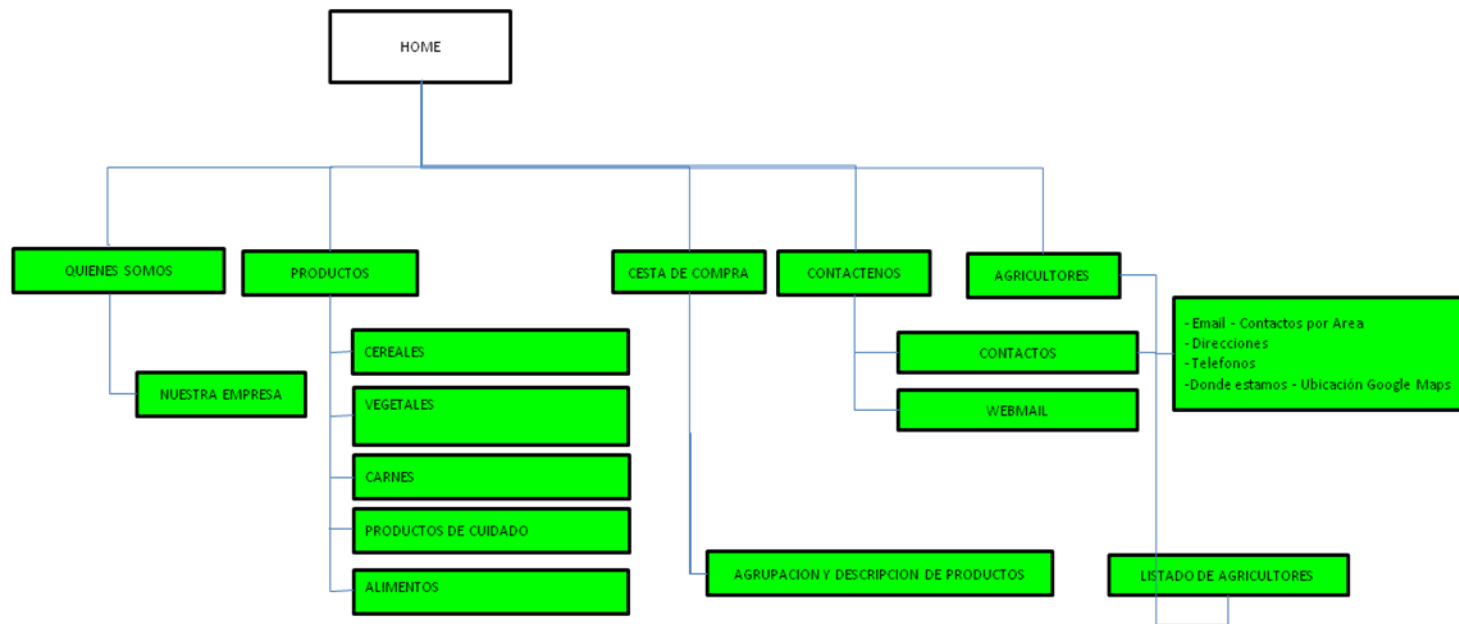 HOME
QUIENES SOMOS
PRODUCTOS
CESTA DE COMPRA
CONTACTENOS
AGRICULTORES
NUESTRA EMPRESA
CEREALES
VEGETALES
CARNES
PRODUCTOS DE CUIDADO
ALIMENTOS
AGRUPACION Y DESCRIPCION DE PRODUCTOS
CONTACTOS
WEBMAIL
- Email - Contactos por Area
- Direcciones
- Telefonos
-Donde estamos - Ubicación Google Maps
LISTADO DE AGRICULTORES